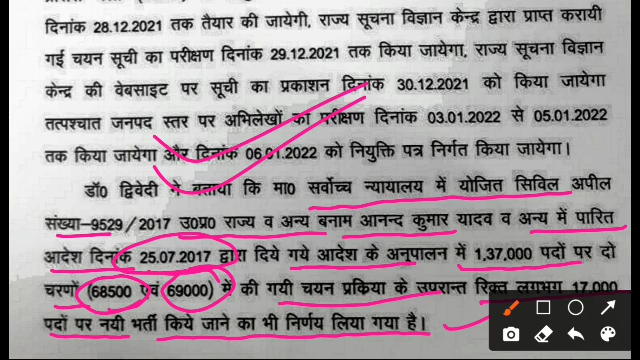 दिनांक 28.12.2021 तक तैयार की जायेगी, राज्य सूचना विज्ञान केन्द्र द्वारा प्राप्त करायी
गई चयन सूची का परीक्षण दिनांक 29.12.2021 तक किया जायेगा, राज्य सूचना विज्ञान
केन्द्र की वेबसाइट पर सूची का प्रकाशन दिनांक 30.12.2021 को किया जायेगा
तत्पश्चात जनपद स्तर पर अभिलेखों का परीक्षण दिनांक 03.01.2022 से 05.01.2022
तक किया जायेगा और दिनांक 06.01.2022 को नियुक्ति पत्र निर्गत किया जायेगा।
डॉ0 द्विवेदी ने बताया कि मा0 सर्वोच्च न्यायालय में योजित सिविल अपील
संख्या-9529/2017 उ0प्र0 राज्य व अन्य बनाम आनन्द कुमार यादव व अन्य में पारित
आदेश दिनांक 25.07.2017 द्वारा दिये गये आदेश के अनुपालन में 1,37,000 पदों पर दो
चरणों (68500 एवं 69000) में की गयी चयन प्रकिया के उपरान्त रिक्त लगभग 17,000
पदों पर नयी भर्ती किये जाने का भी निर्णय लिया गया है।